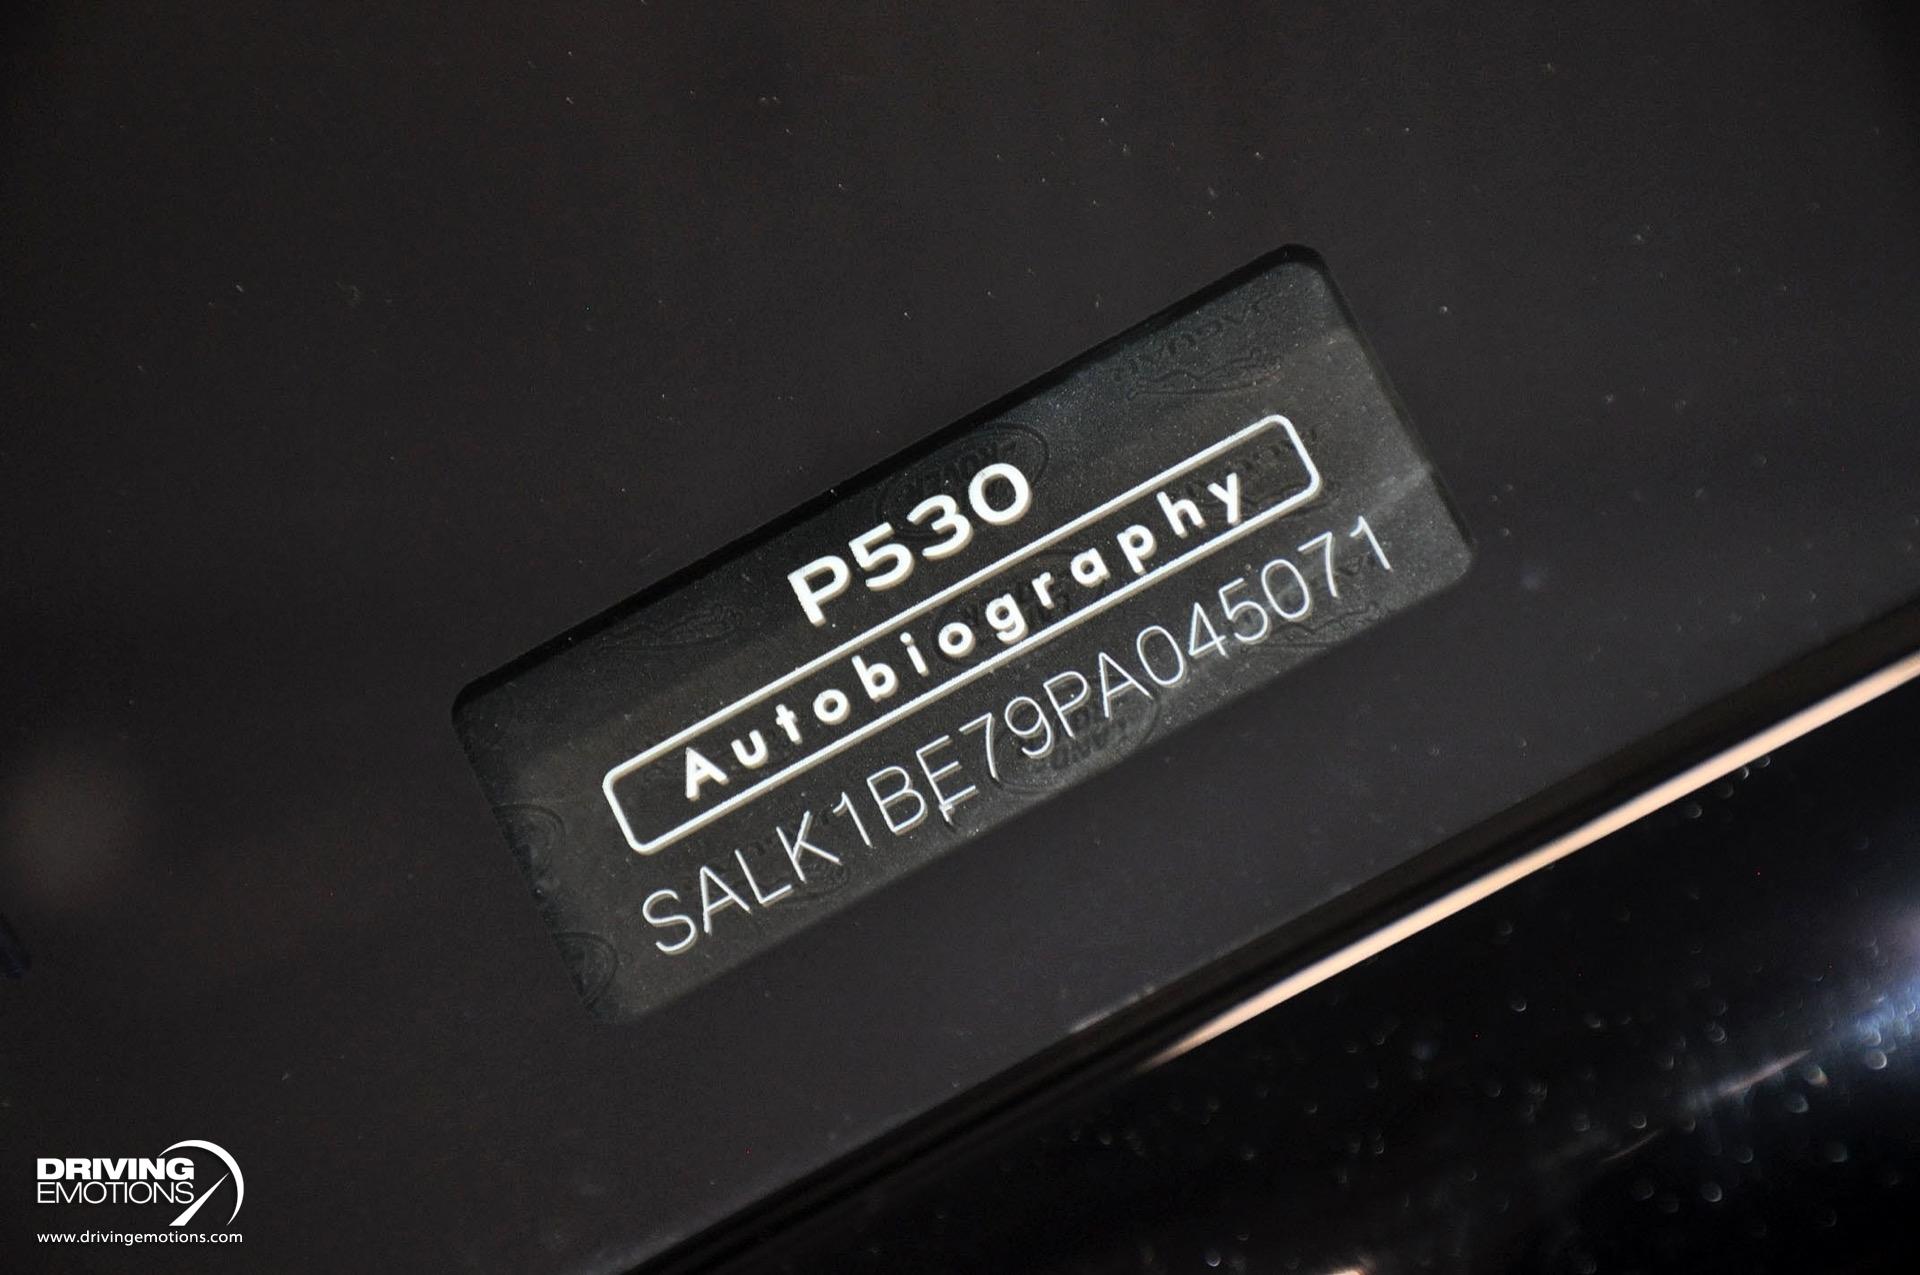 P530
Autobiography
SALK1BE79PA045071
DRIVING
EMOTIONS
www.drivingemotions.com